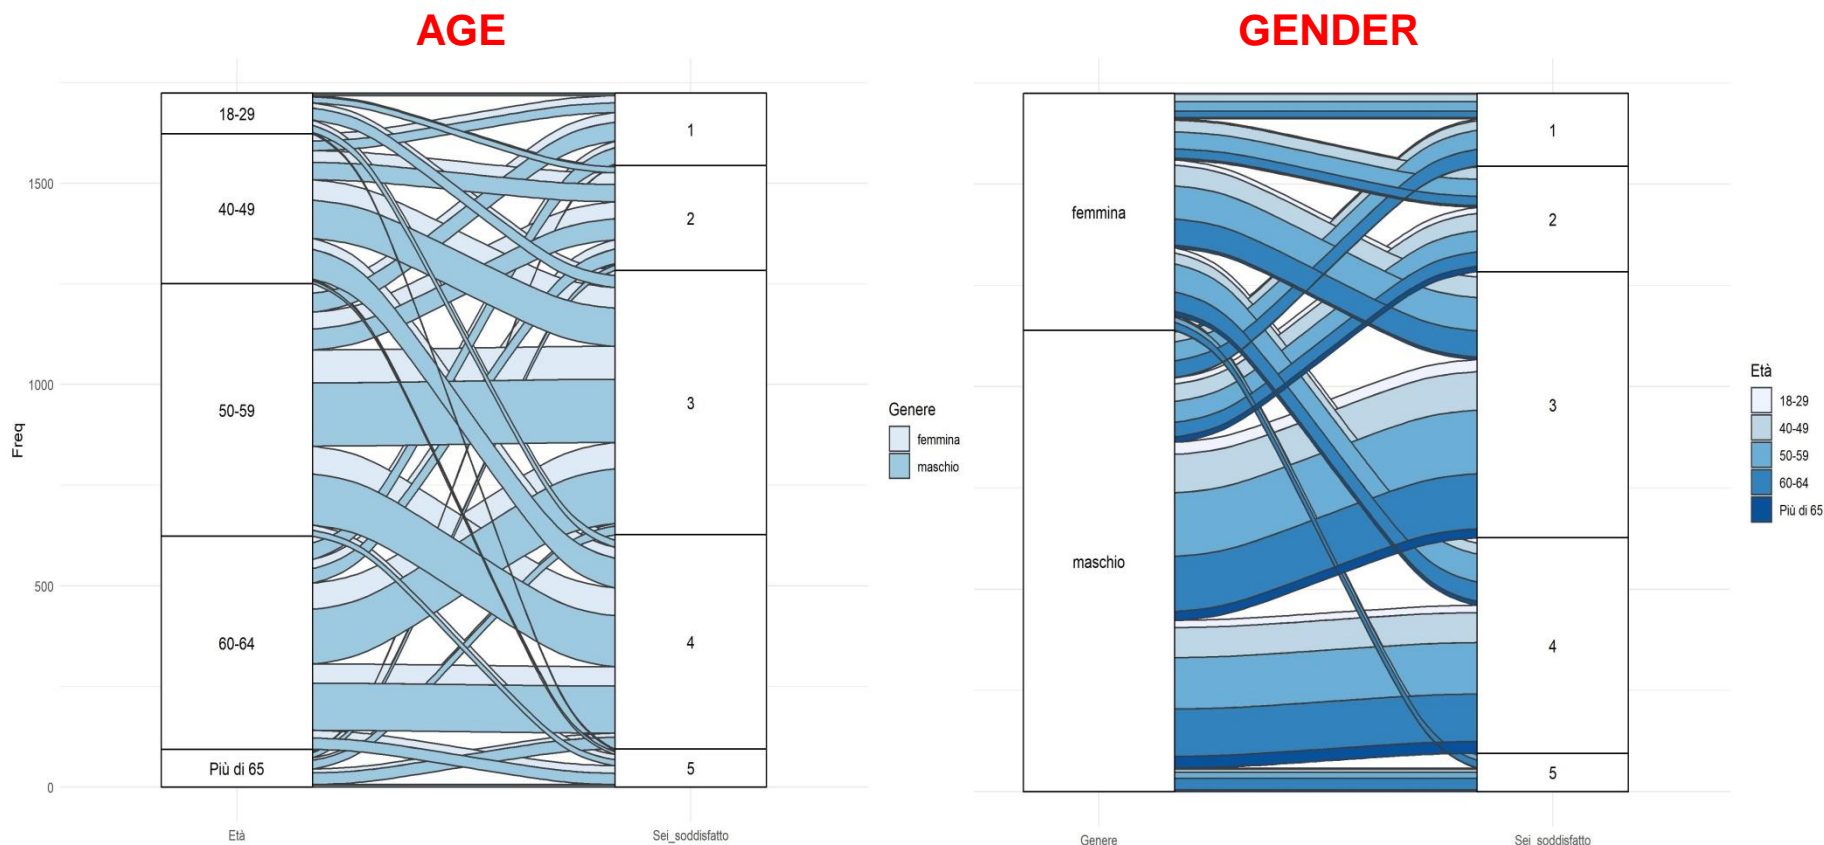 AGE
GENDER
18-29
40-49
50-59
60-64
Più di 65
1
2
3
4
5
1500
1000
500
0
Freq
Età
Sei_soddisfatto
Genere
femmina
maschio
femmina
maschio
1
2
3
4
5
Genere
Sei_soddisfatto
Età
18-29
40-49
50-59
60-64
Più di 65